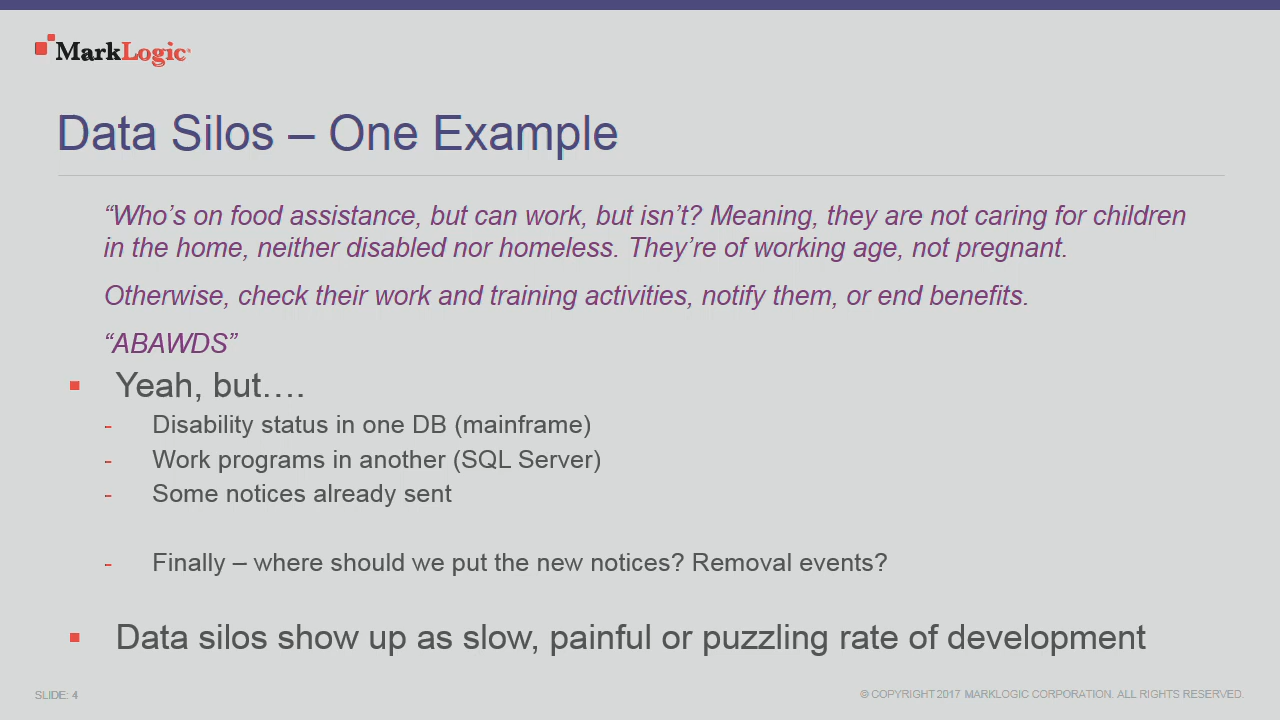 MarkLogic
Data Silos – One Example
“Who’s on food assistance, but can work, but isn’t? Meaning, they are not caring for children
in the home, neither disabled nor homeless. They’re of working age, not pregnant.
Otherwise, check their work and training activities, notify them, or end benefits.
“ABAWDS”
▪ Yeah, but….
- Disability status in one DB (mainframe)
- Work programs in another (SQL Server)
- Some notices already sent
- Finally – where should we put the new notices? Removal events?
▪ Data silos show up as slow, painful or puzzling rate of development
SLIDE: 4
© COPYRIGHT 2017 MARKLOGIC CORPORATION. ALL RIGHTS RESERVED.